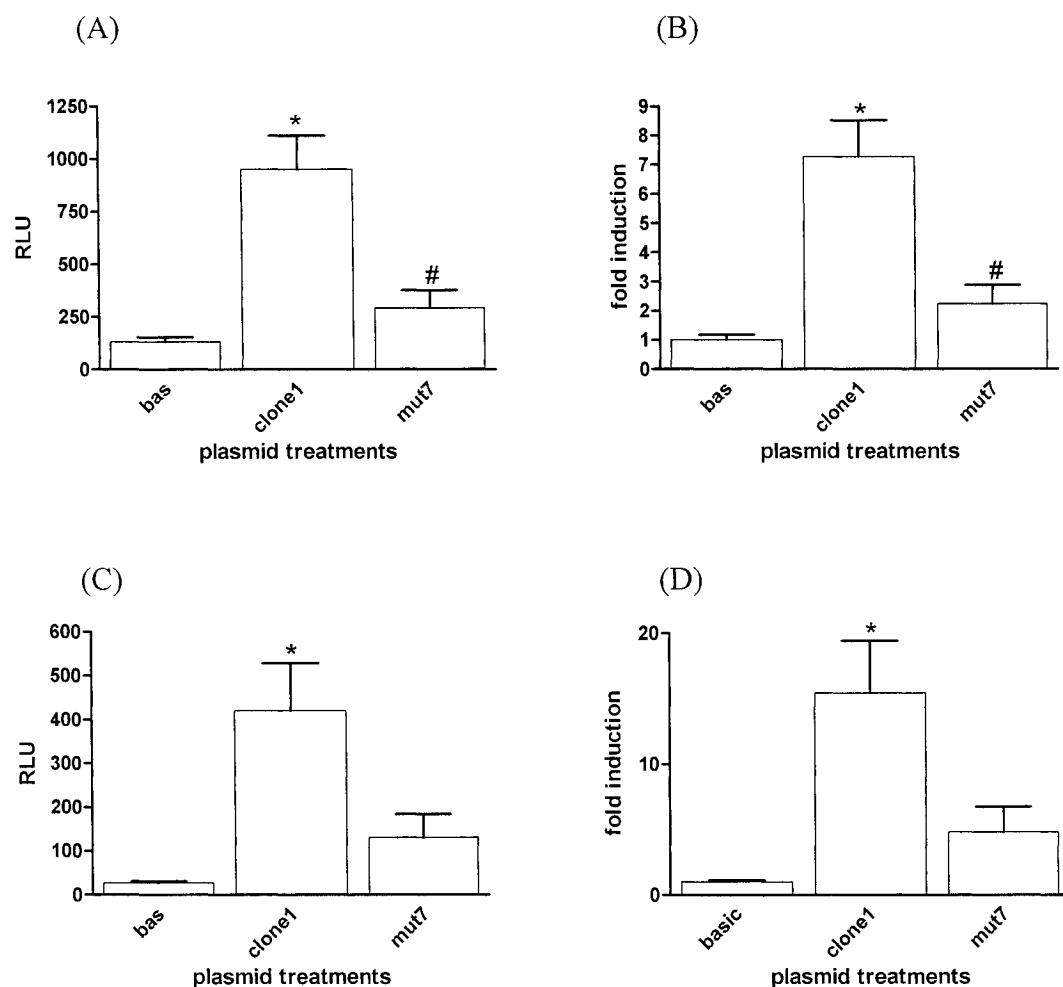 (A)
1250
1000
750
500
250
0
RLU
*
#
bas
clone1
mut7
plasmid treatments
(B)
9
8
7
6
5
4
3
2
1
0
fold induction
*
#
bas
clone1
mut7
plasmid treatments
(C)
600
500
400
300
200
100
0
RLU
*
bas
clone1
mut7
plasmid treatments
(D)
20
10
0
fold induction
*
basic
clone1
mut7
plasmid treatments